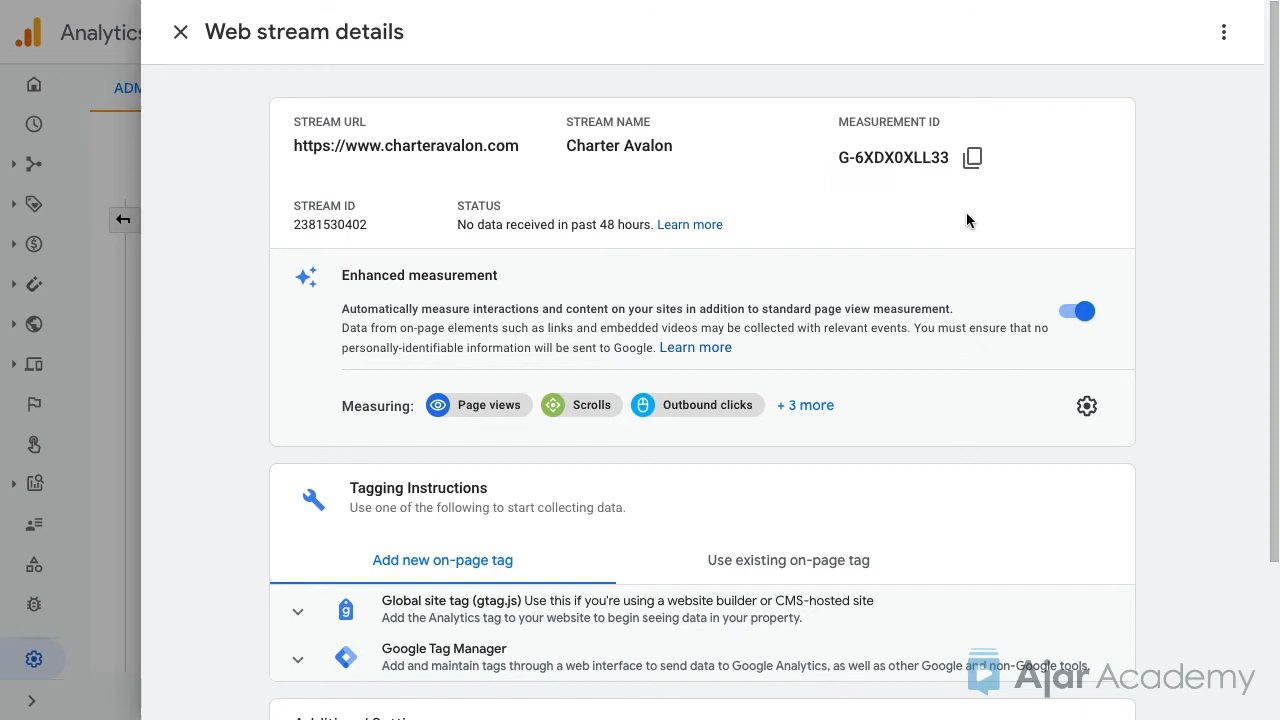 Analytics
Web stream details
ADM
STREAM URL
STREAM NAME
MEASUREMENT ID
https://www.charteravalon.com
Charter Avalon
G-6XDX0XLL33
STREAM ID
STATUS
2381530402
No data received in past 48 hours. Learn more
Enhanced measurement
Automatically measure interactions and content on your sites in addition to standard page view measurement.
Data from on-page elements such as links and embedded videos may be collected with relevant events. You must ensure that no
personally-identifiable information will be sent to Google. Learn more
Measuring: Page views Scrolls Outbound clicks + 3 more
Tagging Instructions
Use one of the following to start collecting data.
Add new on-page tag
Use existing on-page tag
Global site tag (gtag.js) Use this if you're using a website builder or CMS-hosted site
Add the Analytics tag to your website to begin seeing data in your property.
Google Tag Manager
Add and maintain tags through a web interface to send data to Google Analytics, as well as other Google and non-Google tools.
Ajar Academy